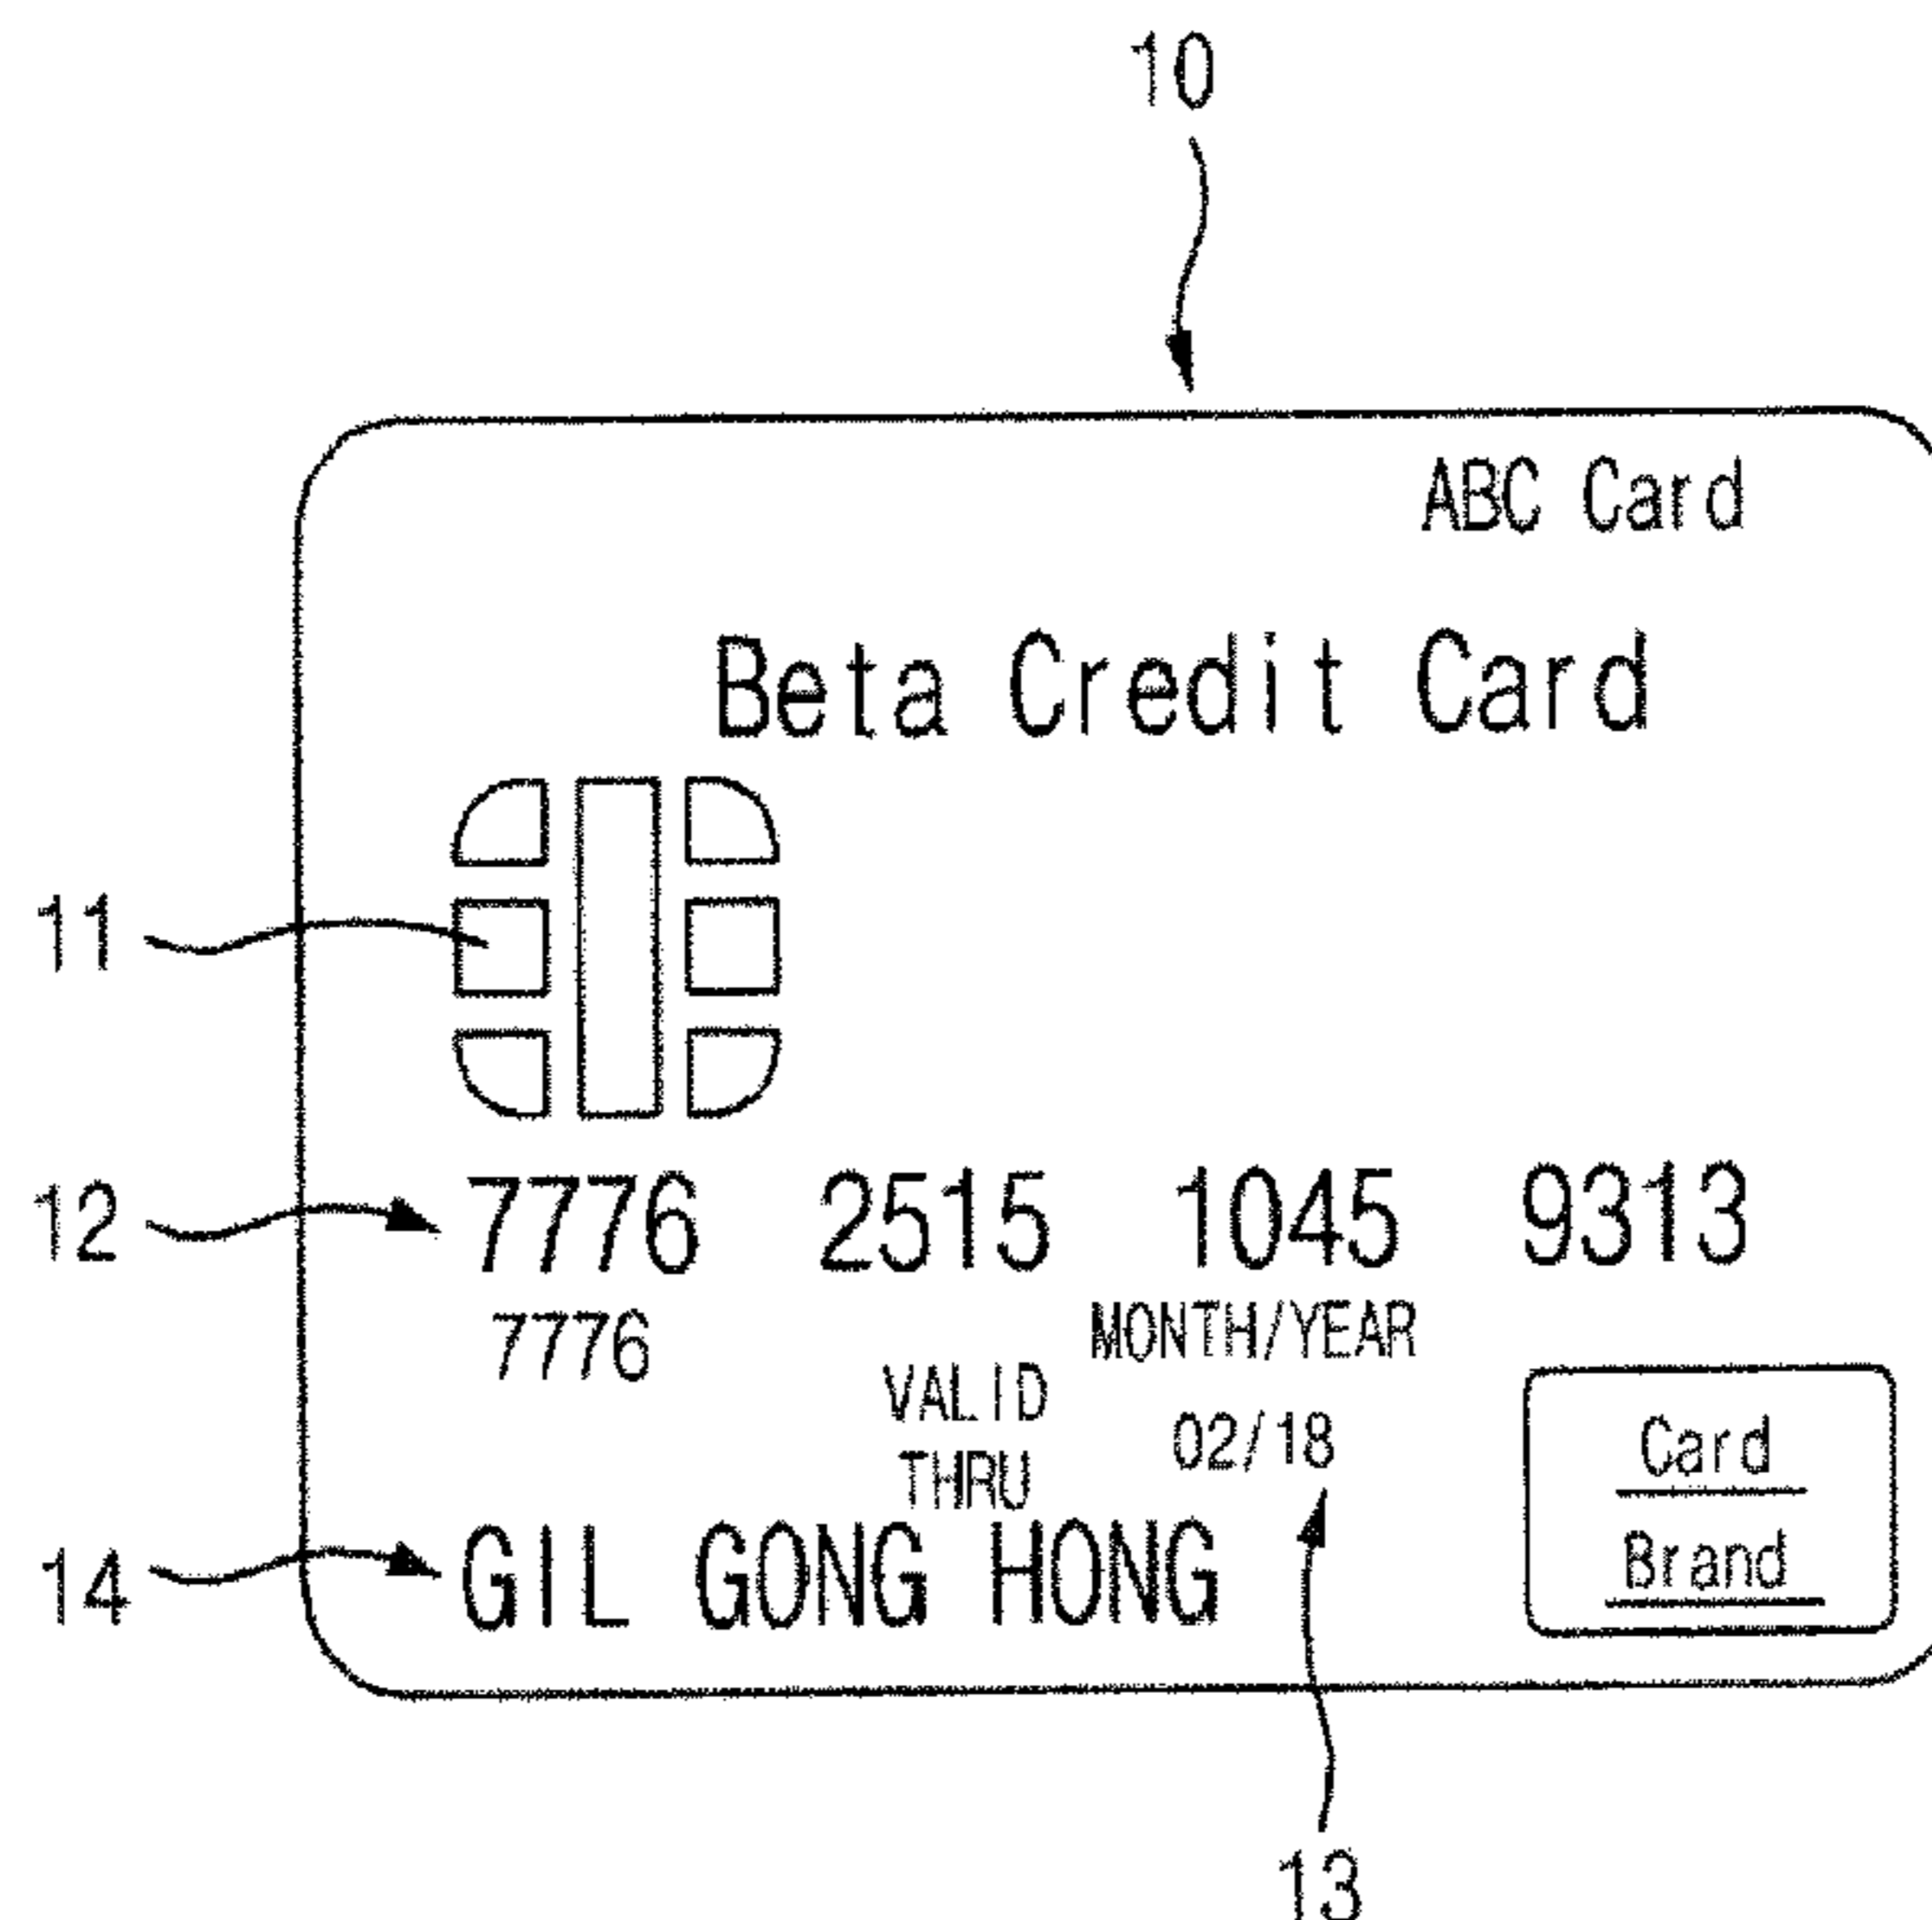 10
ABC Card
Beta Credit Card
11
12 7776 2515 1045 9313
7776
MONTH/YEAR
VALID
THRU
02/18
Card
Brand
14 GIL GONG HONG
13